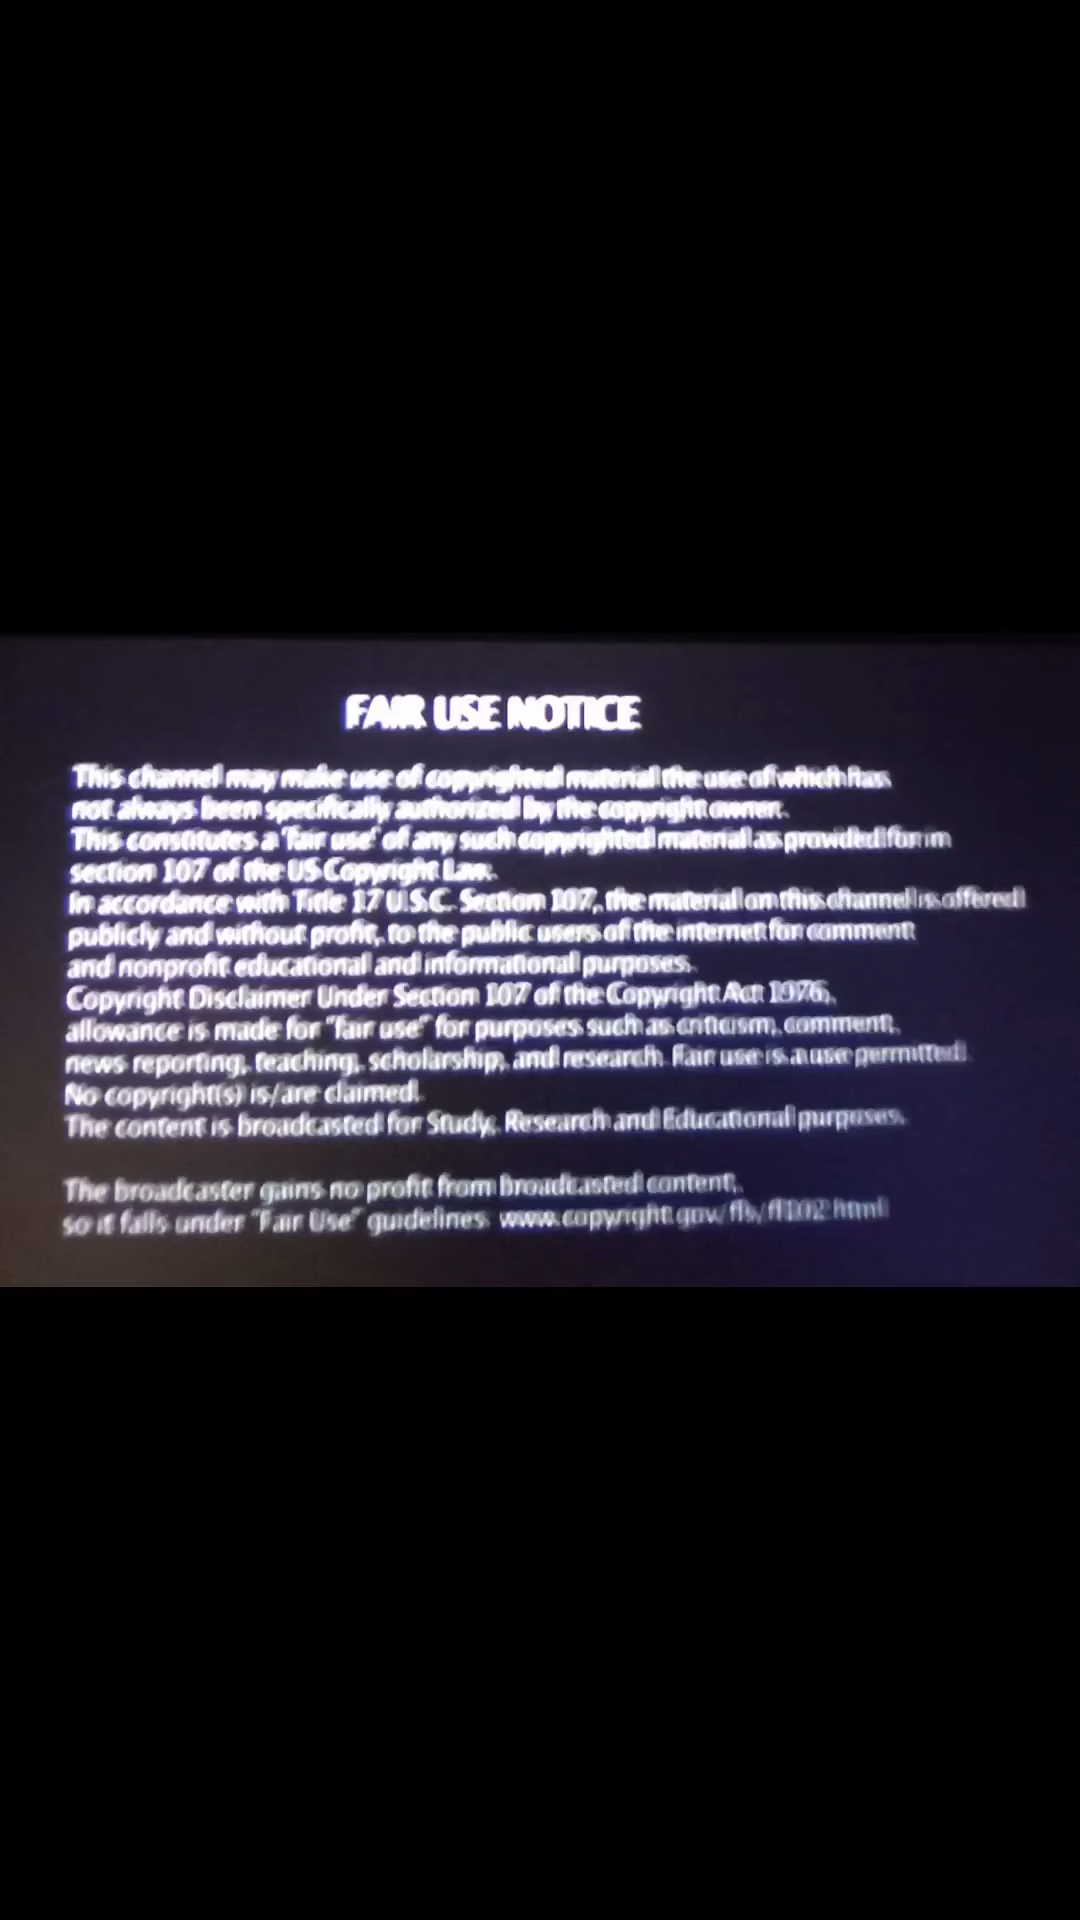 FAIR USE NOTICE
This channel may make use of copyrighted material the use of which has
not always been specifically authorized by the copyright owner.
This constitutes a 'fair use' of any such copyrighted material as provided for in
section 107 of the US Copyright Law.
In accordance with Title 17 U.S.C. Section 107, the material on this channel is offered
publicly and without profit, to the public users of the internet for comment
and nonprofit educational and informational purposes.
Copyright Disclaimer Under Section 107 of the Copyright Act 1976,
allowance is made for "fair use" for purposes such as criticism, comment,
news reporting, teaching, scholarship, and research. Fair use is a use permitted.
No copyright(s) is/are claimed.
The content is broadcasted for Study, Research and Educational purposes.
The broadcaster gains no profit from broadcasted content,
so it falls under "Fair Use" guidelines www.copyright.gov/fls/fl102.html